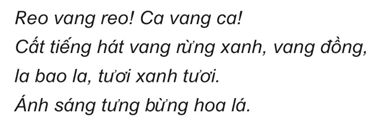 Reo vang reo! Ca vang ca!
Cất tiếng hát vang rừng xanh, vang đồng,
la bao la, tươi xanh tươi.
Ánh sáng tưng bừng hoa lá.